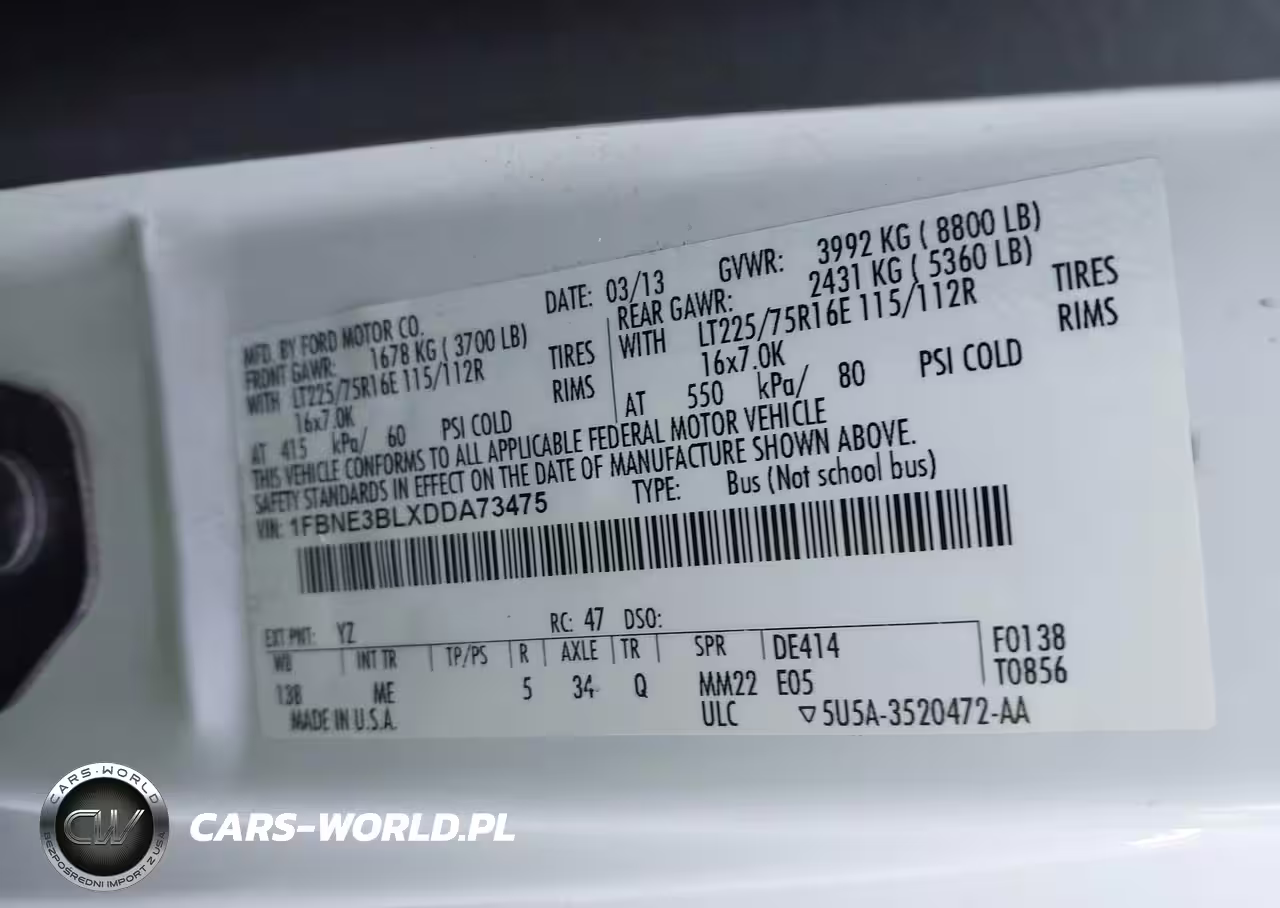 MFD. BY FORD MOTOR CO. DATE: 03/13 GVWR: 3992 KG ( 8800 LB)
FRONT GAWR: 1678 KG ( 3700 LB) REAR GAWR: 2431 KG ( 5360 LB)
WITH LT225/75R16E 115/112R TIRES WITH LT225/75R16E 115/112R TIRES
16x7.0K RIMS 16x7.0K RIMS
AT 415 kPa/ 60 PSI COLD AT 550 kPa/ 80 PSI COLD
THIS VEHICLE CONFORMS TO ALL APPLICABLE FEDERAL MOTOR VEHICLE
SAFETY STANDARDS IN EFFECT ON THE DATE OF MANUFACTURE SHOWN ABOVE.
VIN: 1FBNE3BLXDDA73475 TYPE: Bus (Not school bus)
EXT PNT: YZ RC: 47 DSO:
WB INT TR TP/PS R AXLE TR SPR DE414 F0138
138 ME 5 34 Q MM22 E05 T0856
MADE IN U.S.A. ULC ▽5U5A-3520472-AA
CARS-WORLD
CW
BEZPOŚREDNI IMPORT Z USA
CARS-WORLD.PL